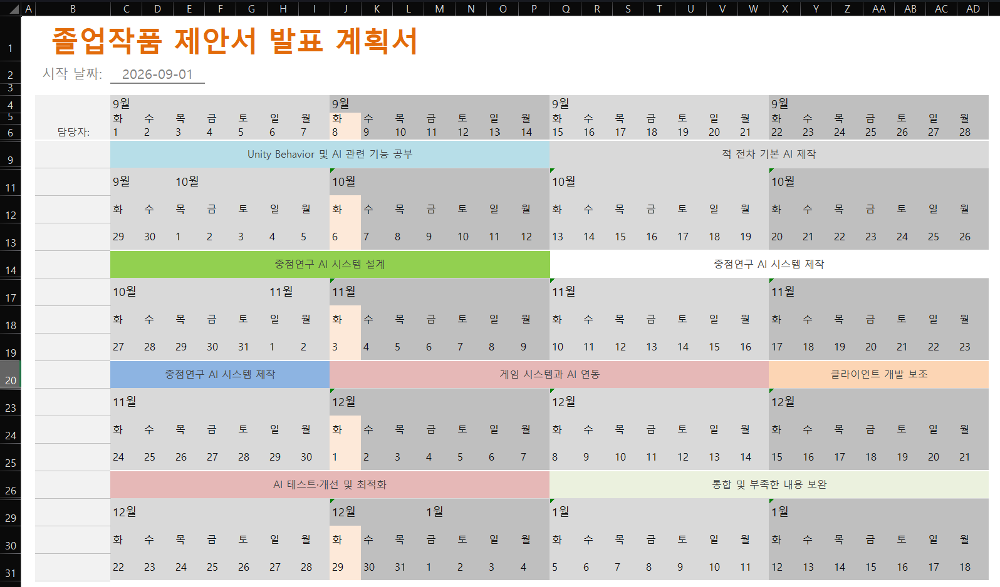 A B C D E F G H I J K L M N O P Q R S T U V W X Y Z AA AB AC AD
1 졸업작품 제안서 발표 계획서
2 시작 날짜: 2026-09-01
3
4 9월 9월 9월 9월
5 화 수 목 금 토 일 월 화 수 목 금 토 일 월 화 수 목 금 토 일 월 화 수 목 금 토 일 월
6 담당자: 1 2 3 4 5 6 7 8 9 10 11 12 13 14 15 16 17 18 19 20 21 22 23 24 25 26 27 28
9 Unity Behavior 및 AI 관련 기능 공부 적 전차 기본 AI 제작
11 9월 10월 10월 10월 10월
12 화 수 목 금 토 일 월 화 수 목 금 토 일 월 화 수 목 금 토 일 월 화 수 목 금 토 일 월
13 29 30 1 2 3 4 5 6 7 8 9 10 11 12 13 14 15 16 17 18 19 20 21 22 23 24 25 26
14 중점연구 AI 시스템 설계 중점연구 AI 시스템 제작
17 10월 11월 11월 11월 11월
18 화 수 목 금 토 일 월 화 수 목 금 토 일 월 화 수 목 금 토 일 월 화 수 목 금 토 일 월
19 27 28 29 30 31 1 2 3 4 5 6 7 8 9 10 11 12 13 14 15 16 17 18 19 20 21 22 23
20 중점연구 AI 시스템 제작 게임 시스템과 AI 연동 클라이언트 개발 보조
23 11월 12월 12월 12월
24 화 수 목 금 토 일 월 화 수 목 금 토 일 월 화 수 목 금 토 일 월 화 수 목 금 토 일 월
25 24 25 26 27 28 29 30 1 2 3 4 5 6 7 8 9 10 11 12 13 14 15 16 17 18 19 20 21
26 AI 테스트·개선 및 최적화 통합 및 부족한 내용 보완
29 12월 12월 1월 1월 1월
30 화 수 목 금 토 일 월 화 수 목 금 토 일 월 화 수 목 금 토 일 월 화 수 목 금 토 일 월
31 22 23 24 25 26 27 28 29 30 31 1 2 3 4 5 6 7 8 9 10 11 12 13 14 15 16 17 18